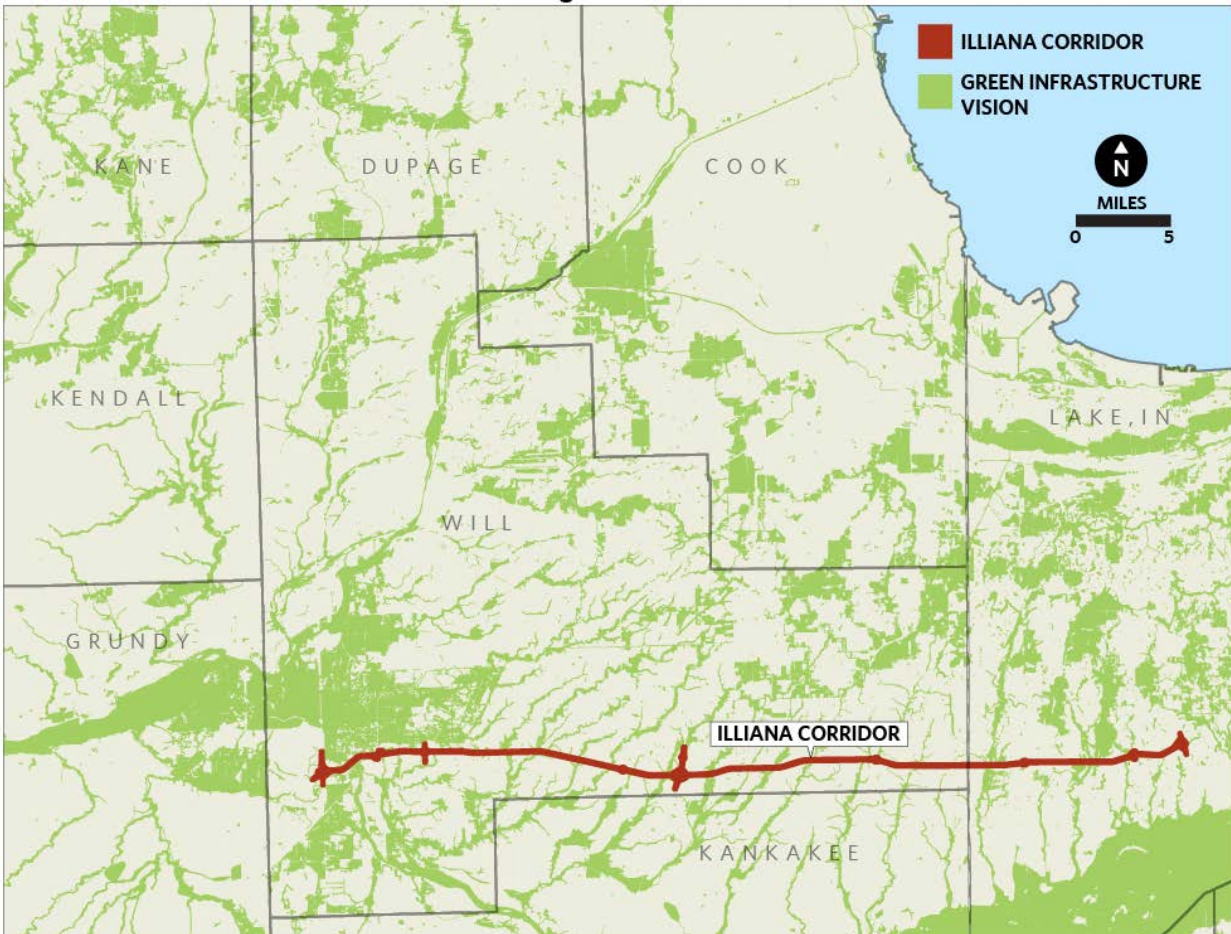 ILLIANA CORRIDOR
GREEN INFRASTRUCTURE
VISION
N
MILES
0 5
KANE
DUPAGE
COOK
KENDALL
LAKE, IN
WILL
GRUNDY
ILLIANA CORRIDOR
KANKAKEE